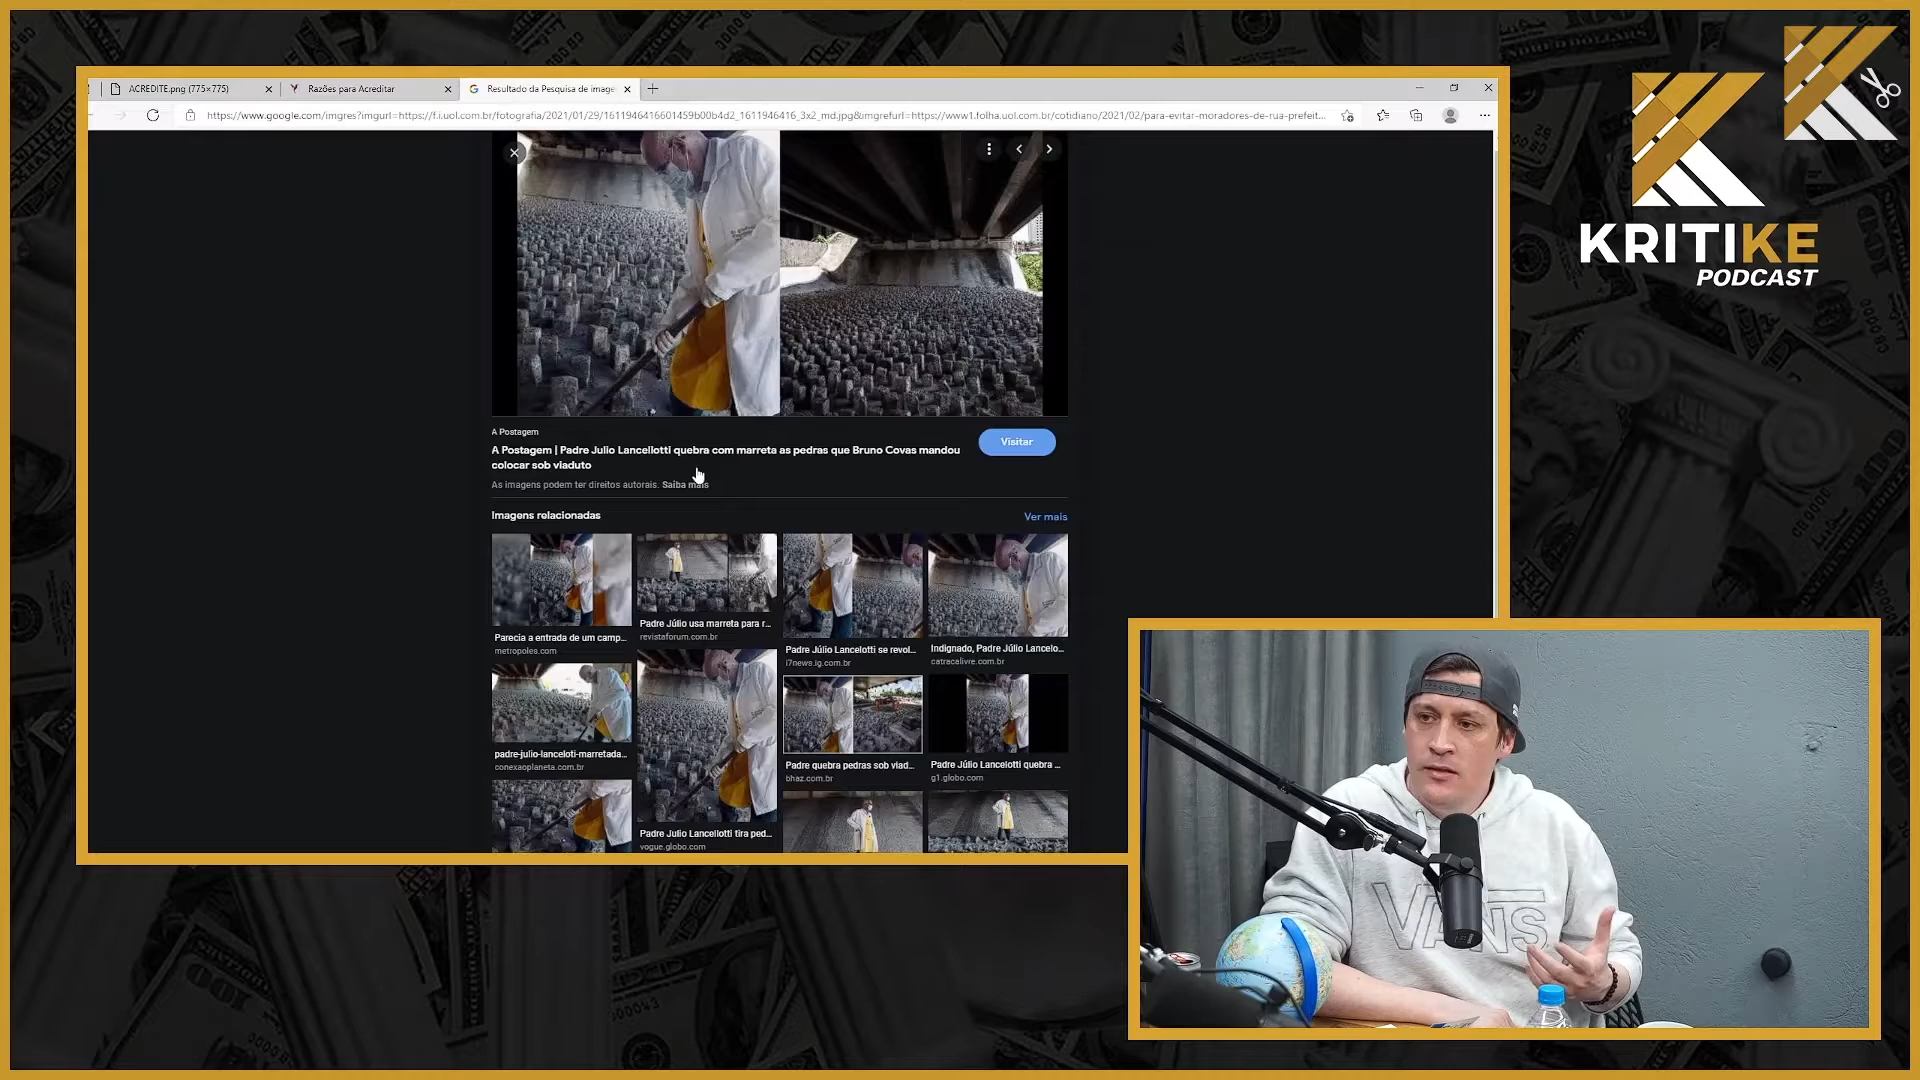 ACREDITE.png (775×775)
Razões para Acreditar
Resultado da Pesquisa de image
https://www.google.com/imgres?imgurl=https://f.i.uol.com.br/fotografia/2021/01/29/1611946416601459b00b4d2_1611946416_3x2_md.jpg&imgrefurl=https://www1.folha.uol.com.br/cotidiano/2021/02/para-evitar-moradores-de-rua-prefeit...
KRITIKE
PODCAST
A Postagem
Visitar
A Postagem | Padre Julio Lancellotti quebra com marreta as pedras que Bruno Covas mandou
colocar sob viaduto
As imagens podem ter direitos autorais. Saiba mais
Imagens relacionadas
Ver mais
Parecia a entrada de um camp...
metropoles.com
Padre Júlio usa marreta para r...
revistaforum.com.br
Padre Júlio Lancelotti se revol...
i7news.ig.com.br
Indignado, Padre Júlio Lancelo...
catracalivre.com.br
padre-julio-lanceloti-marretada...
conexaoplaneta.com.br
Padre quebra pedras sob viad...
bhaz.com.br
Padre Júlio Lancelotti quebra ...
g1.globo.com
Padre Julio Lancellotti tira ped...
vogue.globo.com
VANS